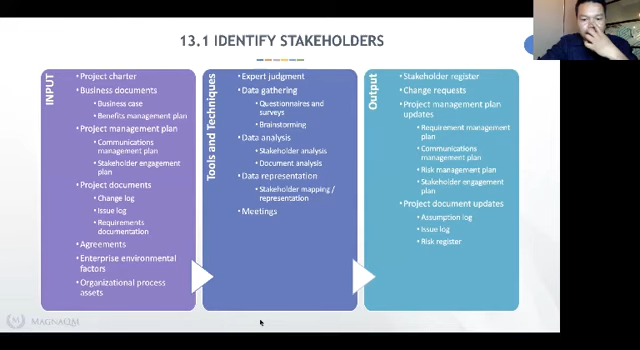 13.1 IDENTIFY STAKEHOLDERS
INPUT
• Project charter
• Business documents
• Business case
• Benefits management plan
• Project management plan
• Communications
management plan
• Stakeholder engagement
plan
• Project documents
• Change log
• Issue log
• Requirements
documentation
• Agreements
• Enterprise environmental
factors
• Organizational process
assets
Tools and Techniques
• Expert judgment
• Data gathering
• Questionnaires and
surveys
• Brainstorming
• Data analysis
• Stakeholder analysis
• Document analysis
• Data representation
• Stakeholder mapping /
representation
• Meetings
Output
• Stakeholder register
• Change requests
• Project management plan
updates
• Requirement management
plan
• Communications
management plan
• Risk management plan
• Stakeholder engagement
plan
• Project document updates
• Assumption log
• Issue log
• Risk register
MAGNAQM